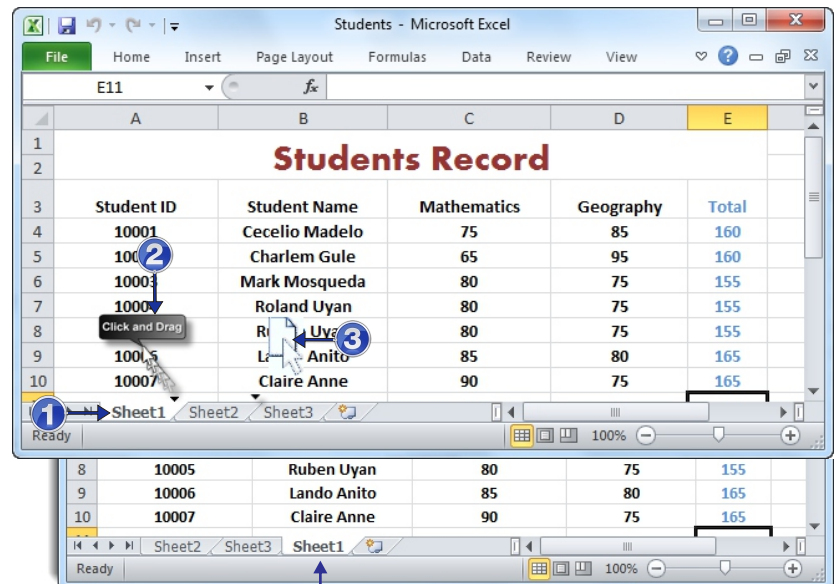 Students - Microsoft Excel
File Home Insert Page Layout Formulas Data Review View
E11 fx
A B C D E
1
2 Students Record
3 Student ID Student Name Mathematics Geography Total
4 10001 Cecelio Madelo 75 85 160
5 Charlem Gule 65 95 160
2
6 10003 Mark Mosqueda 80 75 155
7 Roland Uyan 80 75 155
Click and Drag
8 80 75 155
3
9 Anito 85 80 165
10 10007 Claire Anne 90 75 165
1 Sheet1 Sheet2 Sheet3
Ready 100%
8 10005 Ruben Uyan 80 75 155
9 10006 Lando Anito 85 80 165
10 10007 Claire Anne 90 75 165
Sheet2 Sheet3 Sheet1
Ready 100%